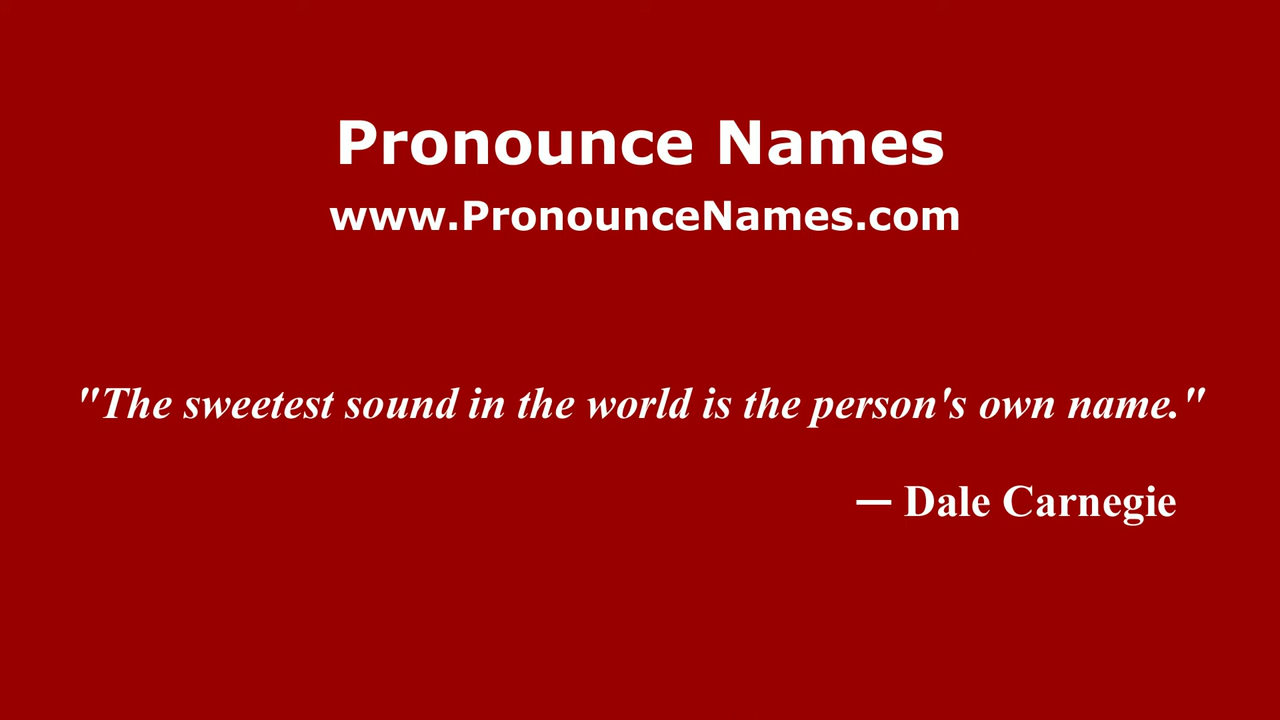 Pronounce Names
www.PronounceNames.com
"The sweetest sound in the world is the person's own name."
— Dale Carnegie